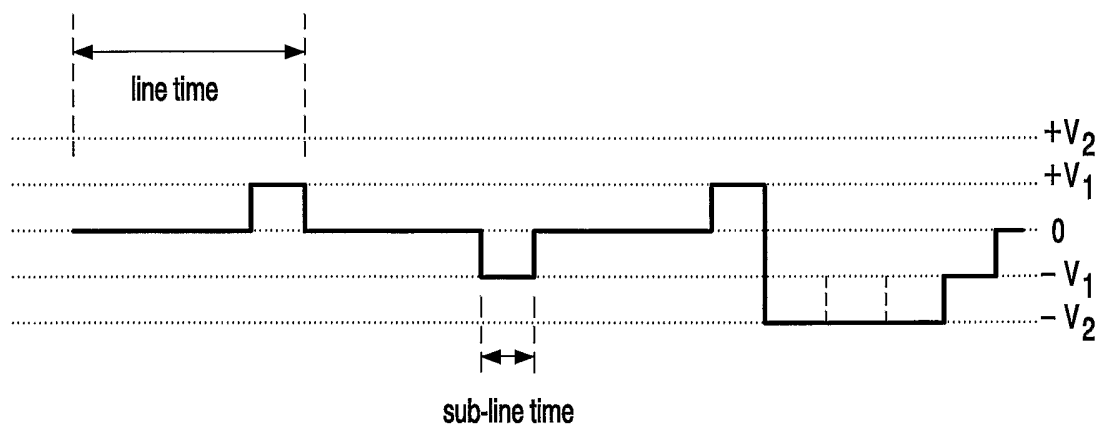 line time
+V₂
+V₁
0
- V₁
- V₂
sub-line time